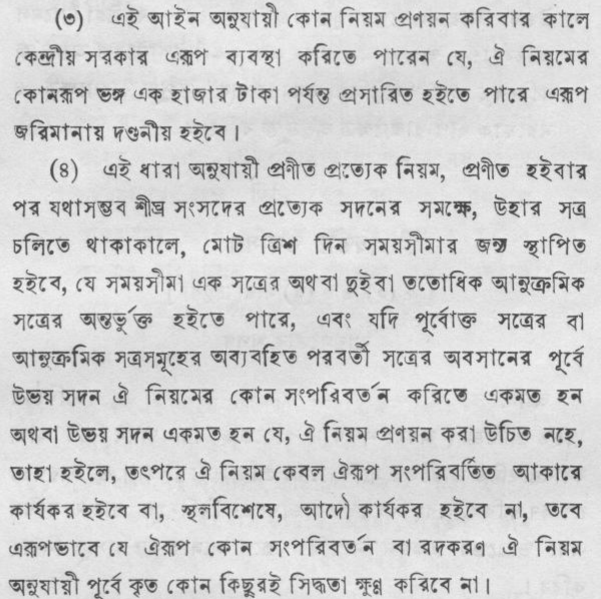 (৩) এই আইন অনুযায়ী কোন নিয়ম প্রণয়ন করিবার কালে
কেন্দ্রীয় সরকার এরূপ ব্যবস্থা করিতে পারেন যে, ঐ নিয়মের
কোনরূপ ভঙ্গ এক হাজার টাকা পর্যন্ত প্রসারিত হইতে পারে এরূপ
জরিমানায় দণ্ডনীয় হইবে।
(৪) এই ধারা অনুযায়ী প্রণীত প্রত্যেক নিয়ম, প্রণীত হইবার
পর যথাসম্ভব শীঘ্র সংসদের প্রত্যেক সদনের সমক্ষে, উহার সত্র
চলিতে থাকাকালে, মোট ত্রিশ দিন সময়সীমার জন্য স্থাপিত
হইবে, যে সময়সীমা এক সত্রের অথবা দুই বা ততোধিক আনুক্রমিক
সত্রের অন্তর্ভুক্ত হইতে পারে, এবং যদি পূর্বোক্ত সত্রের বা
আনুক্রমিক সত্রসমূহের অব্যবহিত পরবর্তী সত্রের অবসানের পূর্বে
উভয় সদন ঐ নিয়মের কোন সংপরিবর্তন করিতে একমত হন
অথবা উভয় সদন একমত হন যে, ঐ নিয়ম প্রণয়ন করা উচিত নহে,
তাহা হইলে, তৎপরে ঐ নিয়ম কেবল ঐরূপ সংপরিবর্তিত আকারে
কার্যকর হইবে বা, স্থলবিশেষে, আদৌ কার্যকর হইবে না, তবে
এরূপভাবে যে ঐরূপ কোন সংপরিবর্তন বা রদকরণ ঐ নিয়ম
অনুযায়ী পূর্বে কৃত কোন কিছুরই সিদ্ধতা ক্ষুণ্ণ করিবে না।